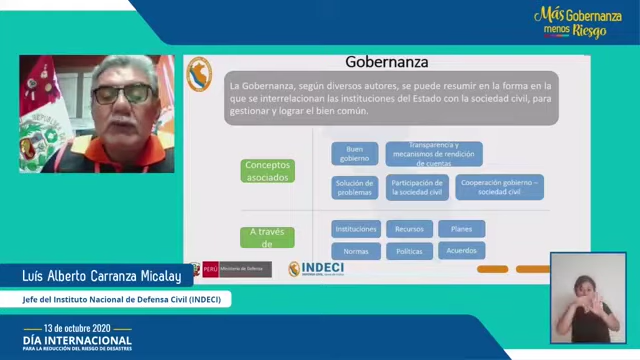 Más Gobernanza
menos Riesgo
Gobernanza
La Gobernanza, según diversos autores, se puede resumir en la forma en la
que se interrelacionan las instituciones del Estado con la sociedad civil, para
gestionar y lograr el bien común.
Conceptos
asociados
Buen
gobierno
Transparencia y
mecanismos de rendición
de cuentas
Solución de
problemas
Participación de
la sociedad civil
Cooperación gobierno –
sociedad civil
A través
de
Instituciones
Recursos
Planes
Normas
Políticas
Acuerdos
PERÚ
Ministerio de Defensa
INDECI
Luís Alberto Carranza Micalay
Jefe del Instituto Nacional de Defensa Civil (INDECI)
13 de octubre 2020
DÍA INTERNACIONAL
PARA LA REDUCCIÓN DEL RIESGO DE DESASTRES